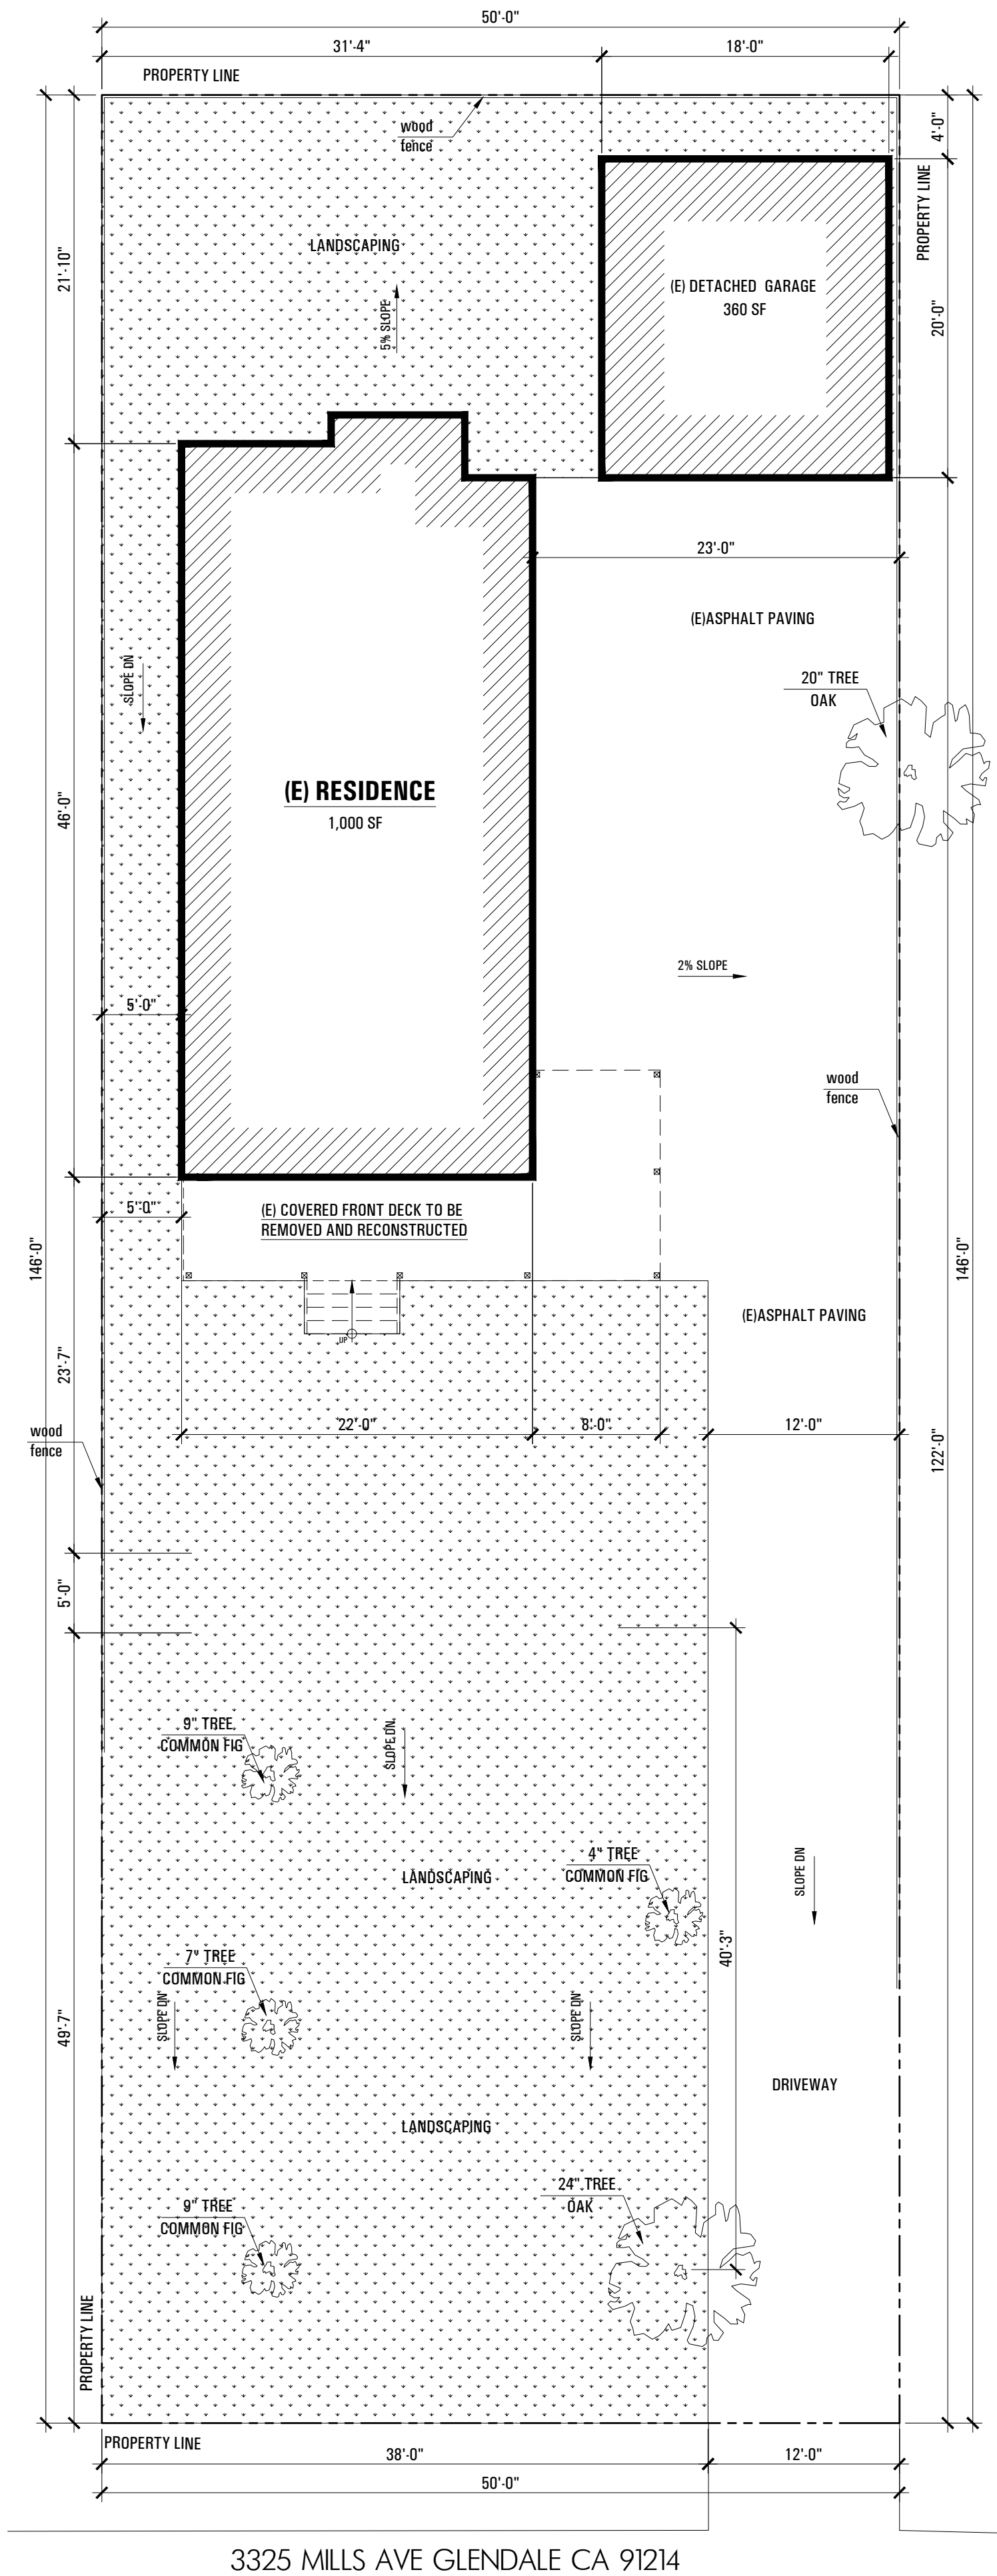 50'-0"
31'-4"
18'-0"
PROPERTY LINE
wood
fence
4'-0"
PROPERTY LINE
LANDSCAPING
21'-10"
5% SLOPE
(E) DETACHED GARAGE
360 SF
20'-0"
23'-0"
(E)ASPHALT PAVING
SLOPE DN
20" TREE
OAK
46'-0"
(E) RESIDENCE
1,000 SF
2% SLOPE
5'-0"
wood
fence
5'-0"
(E) COVERED FRONT DECK TO BE
REMOVED AND RECONSTRUCTED
146'-0"
146'-0"
(E)ASPHALT PAVING
UP
23'-7"
22'-0"
8'-0"
12'-0"
122'-0"
wood
fence
5'-0"
9" TREE
COMMON FIG
SLOPE DN
4" TREE
COMMON FIG
LANDSCAPING
SLOPE DN
40'-3"
7" TREE
COMMON FIG
SLOPE DN
SLOPE DN
49'-7"
DRIVEWAY
LANDSCAPING
24" TREE
OAK
9" TREE
COMMON FIG
PROPERTY LINE
PROPERTY LINE
38'-0"
12'-0"
50'-0"
3325 MILLS AVE GLENDALE CA 91214